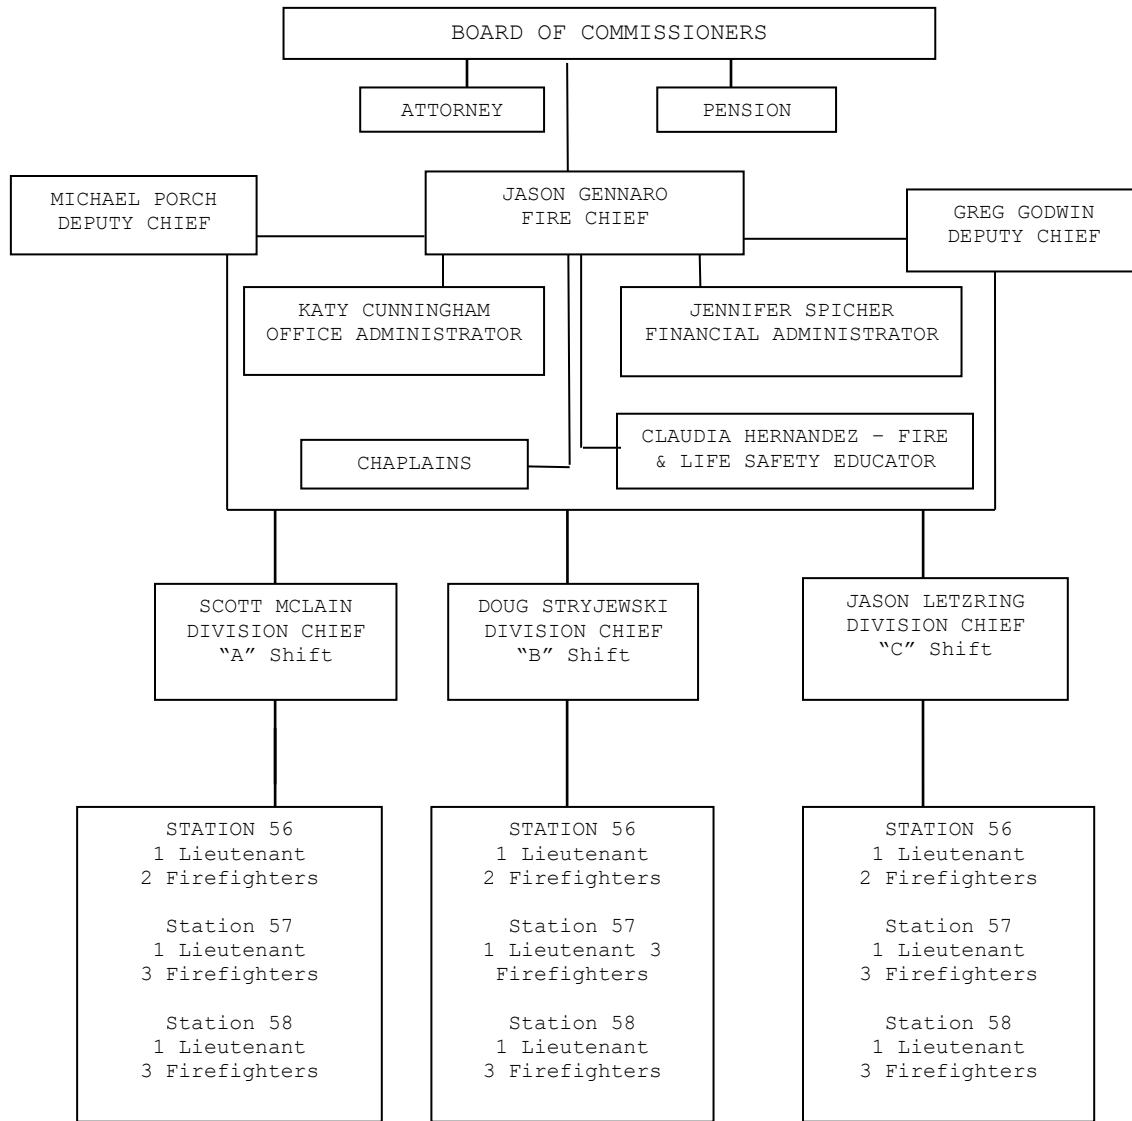 BOARD OF COMMISSIONERS
ATTORNEY
PENSION
MICHAEL PORCH
DEPUTY CHIEF
JASON GENNARO
FIRE CHIEF
GREG GODWIN
DEPUTY CHIEF
KATY CUNNINGHAM
OFFICE ADMINISTRATOR
JENNIFER SPICHER
FINANCIAL ADMINISTRATOR
CHAPLAINS
CLAUDIA HERNANDEZ – FIRE
& LIFE SAFETY EDUCATOR
SCOTT MCLAIN
DIVISION CHIEF
“A” Shift
DOUG STRYJEWSKI
DIVISION CHIEF
“B” Shift
JASON LETZRING
DIVISION CHIEF
“C” Shift
STATION 56
1 Lieutenant
2 Firefighters
Station 57
1 Lieutenant
3 Firefighters
Station 58
1 Lieutenant
3 Firefighters
STATION 56
1 Lieutenant
2 Firefighters
Station 57
1 Lieutenant 3
Firefighters
Station 58
1 Lieutenant
3 Firefighters
STATION 56
1 Lieutenant
2 Firefighters
Station 57
1 Lieutenant
3 Firefighters
Station 58
1 Lieutenant
3 Firefighters